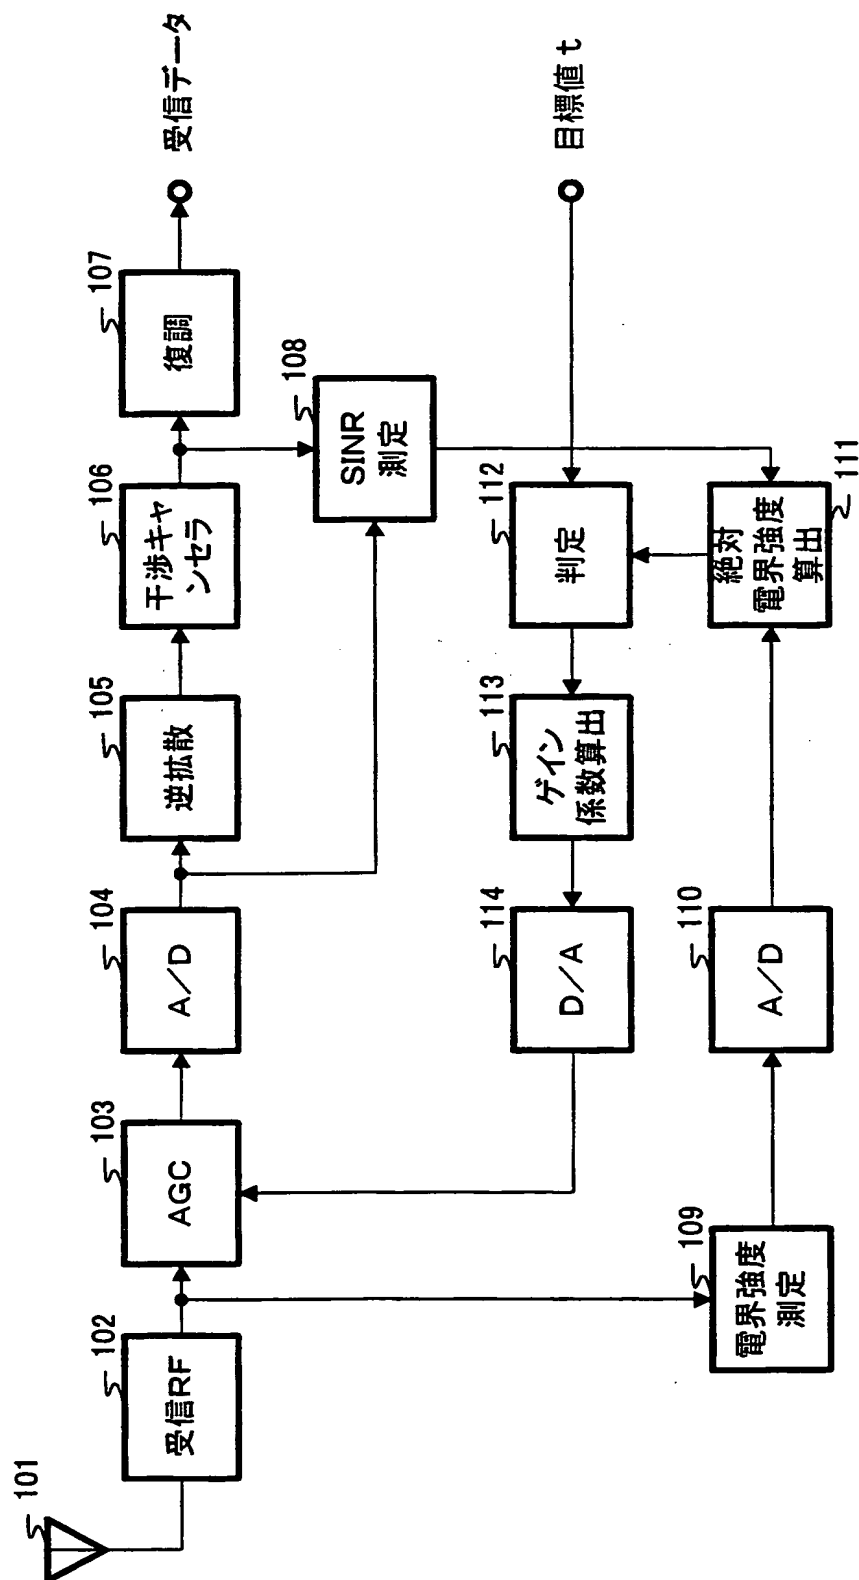 101
102
受信RF
103
AGC
104
A/D
105
逆拡散
106
干渉キャ
ンセラ
107
復調
受信データ
108
SINR
測定
目標値 t
112
判定
113
ゲイン
係数算出
114
D/A
109
電界強度
測定
110
A/D
111
絶対
電界強度
算出